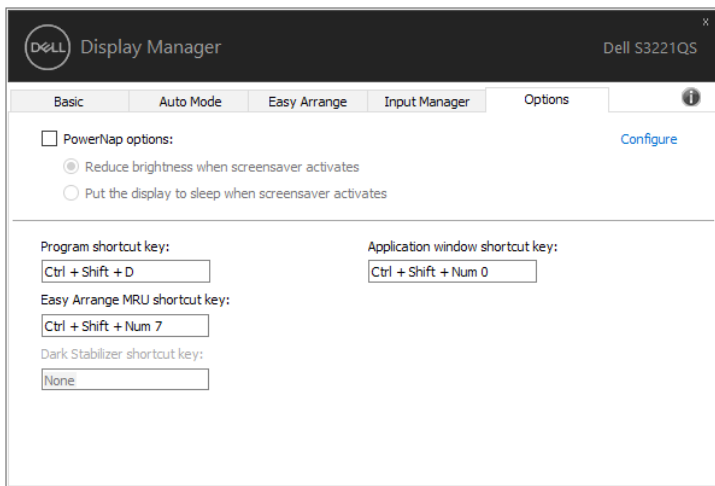 x
DELL Display Manager Dell S3221QS
Basic Auto Mode Easy Arrange Input Manager Options i
PowerNap options: Configure
Reduce brightness when screensaver activates
Put the display to sleep when screensaver activates
Program shortcut key: Application window shortcut key:
Ctrl + Shift + D Ctrl + Shift + Num 0
Easy Arrange MRU shortcut key:
Ctrl + Shift + Num 7
Dark Stabilizer shortcut key:
None